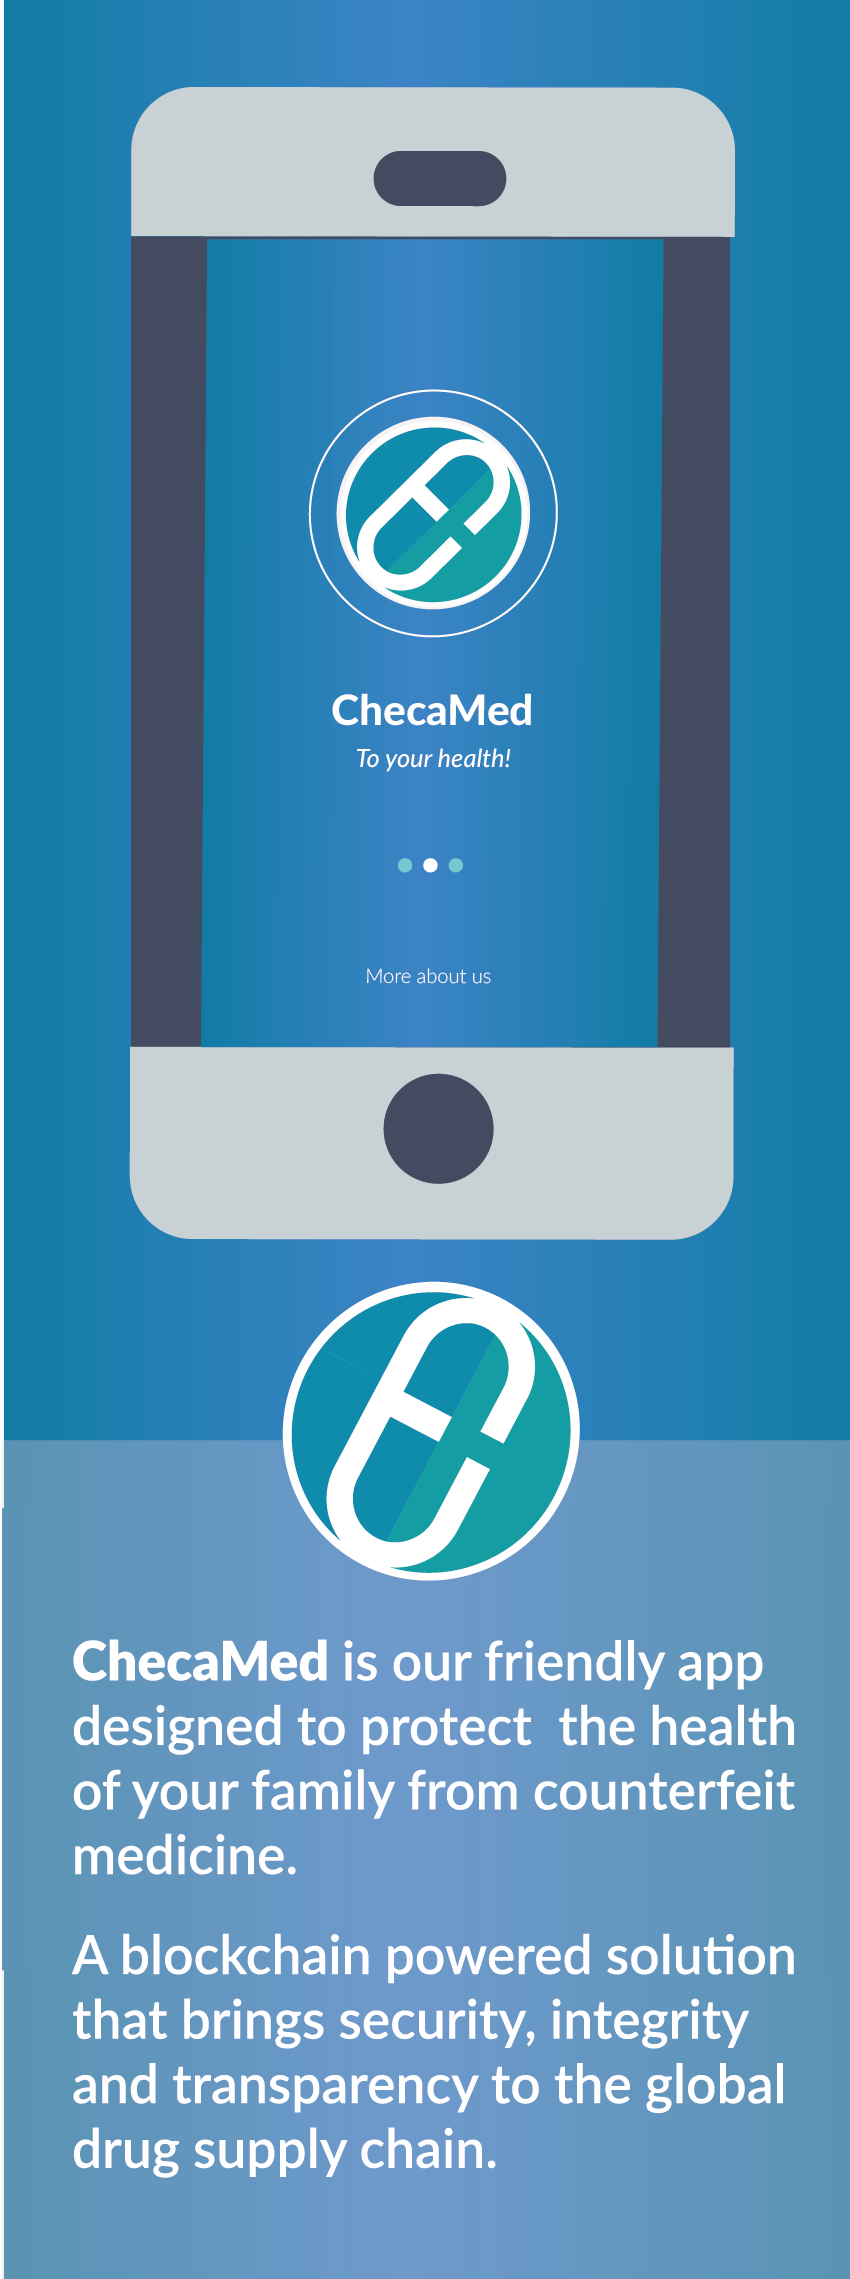 ChecaMed
To your health!
More about us
ChecaMed is our friendly app
designed to protect  the health
of your family from counterfeit
medicine.
A blockchain powered solution
that brings security, integrity
and transparency to the global
drug supply chain.